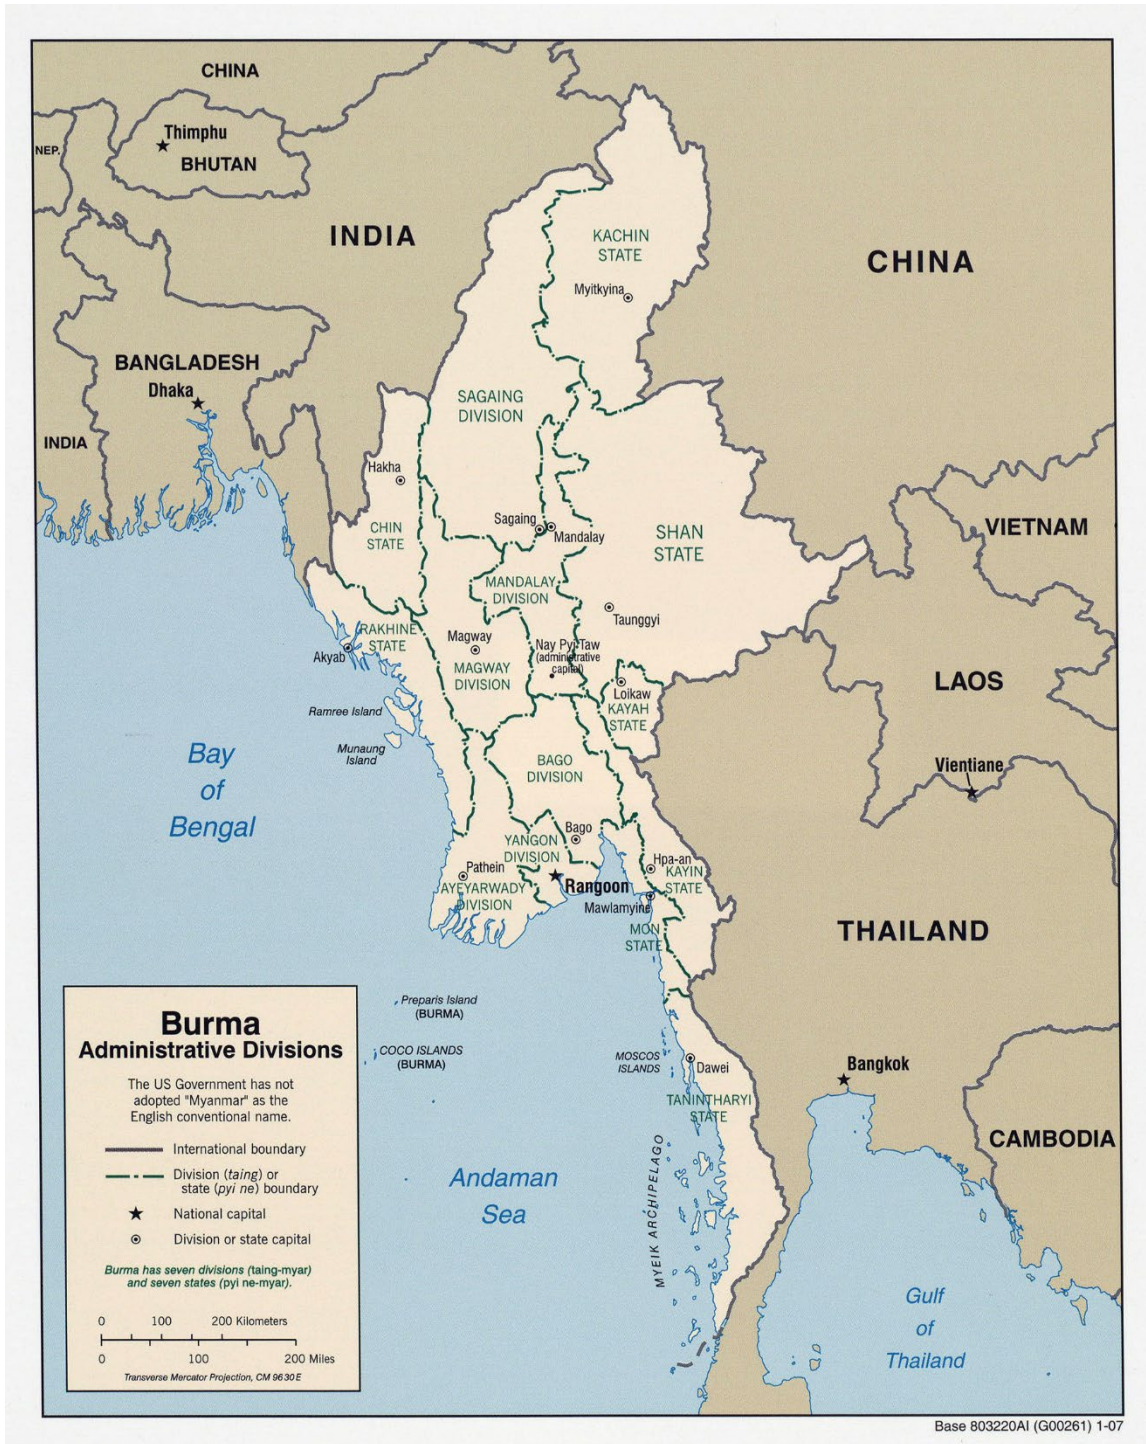 CHINA
Thimphu
NEP.
BHUTAN
INDIA
KACHIN
STATE
CHINA
Myitkyina
BANGLADESH
Dhaka
SAGAING
DIVISION
INDIA
Hakha
CHIN
STATE
Sagaing
Mandalay
SHAN
STATE
VIETNAM
MANDALAY
DIVISION
Taunggyi
RAKHINE
STATE
Akyab
Magway
MAGWAY
DIVISION
Nay Pyi Taw
(administrative
capital)
Loikaw
KAYAH
STATE
LAOS
Ramree Island
Munaung
Island
Bay
of
Bengal
BAGO
DIVISION
Vientiane
YANGON
DIVISION
Bago
Pathein
AYEYARWADY
DIVISION
Rangoon
Hpa-an
KAYIN
STATE
Mawlamyine
MON
STATE
THAILAND
Preparis Island
(BURMA)
COCO ISLANDS
(BURMA)
MOSCOS
ISLANDS
Dawei
TANINTHARYI
STATE
Bangkok
CAMBODIA
MYEIK ARCHIPELAGO
Andaman
Sea
Gulf
of
Thailand
Burma
Administrative Divisions
The US Government has not
adopted "Myanmar" as the
English conventional name.
International boundary
Division (taing) or
state (pyi ne) boundary
National capital
Division or state capital
Burma has seven divisions (taing-myar)
and seven states (pyi ne-myar).
0 100 200 Kilometers
0 100 200 Miles
Transverse Mercator Projection, CM 96 30 E
Base 803220AI (G00261) 1-07